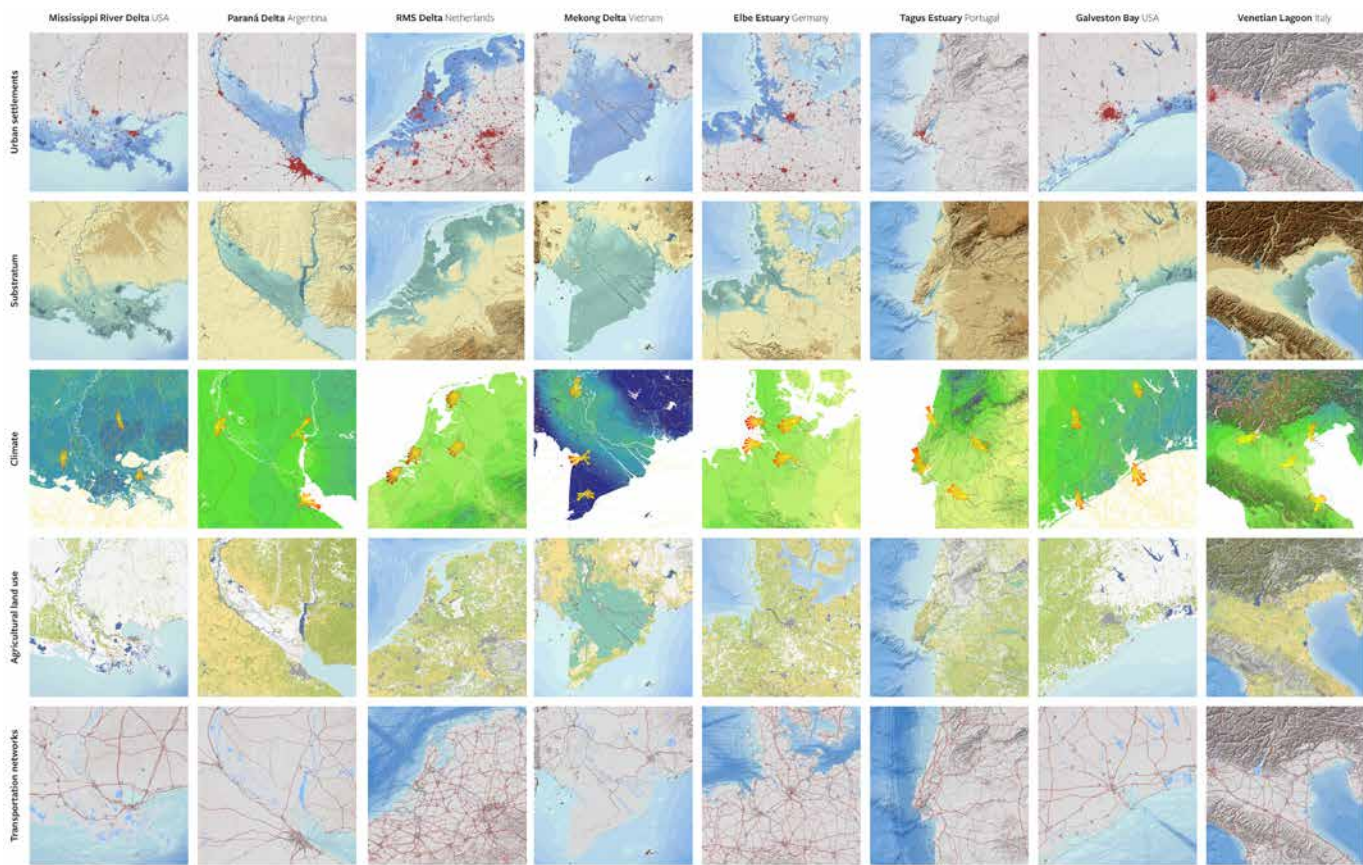 Mississippi River Delta USA
Paraná Delta Argentina
RMS Delta Netherlands
Mekong Delta Vietnam
Elbe Estuary Germany
Tagus Estuary Portugal
Galveston Bay USA
Venetian Lagoon Italy
Urban settlements
Substratum
Climate
Agricultural land use
Transportation networks